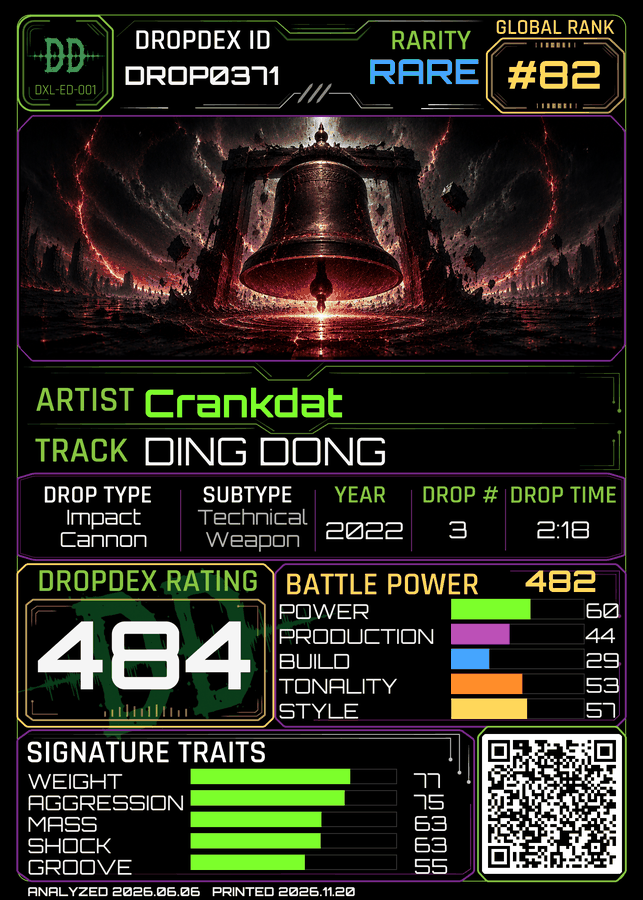 DD
DXL-ED-001
DROPDEX ID
DROP0371
RARITY
RARE
GLOBAL RANK
#82
ARTIST Crankdat
TRACK DING DONG
DROP TYPE
Impact
Cannon
SUBTYPE
Technical
Weapon
YEAR
2022
DROP #
3
DROP TIME
2:18
DROPDEX RATING
484
BATTLE POWER 482
POWER 60
PRODUCTION 44
BUILD 29
TONALITY 53
STYLE 57
SIGNATURE TRAITS
WEIGHT 77
AGGRESSION 75
MASS 63
SHOCK 63
GROOVE 55
ANALYZED 2026.06.06 PRINTED 2026.11.20